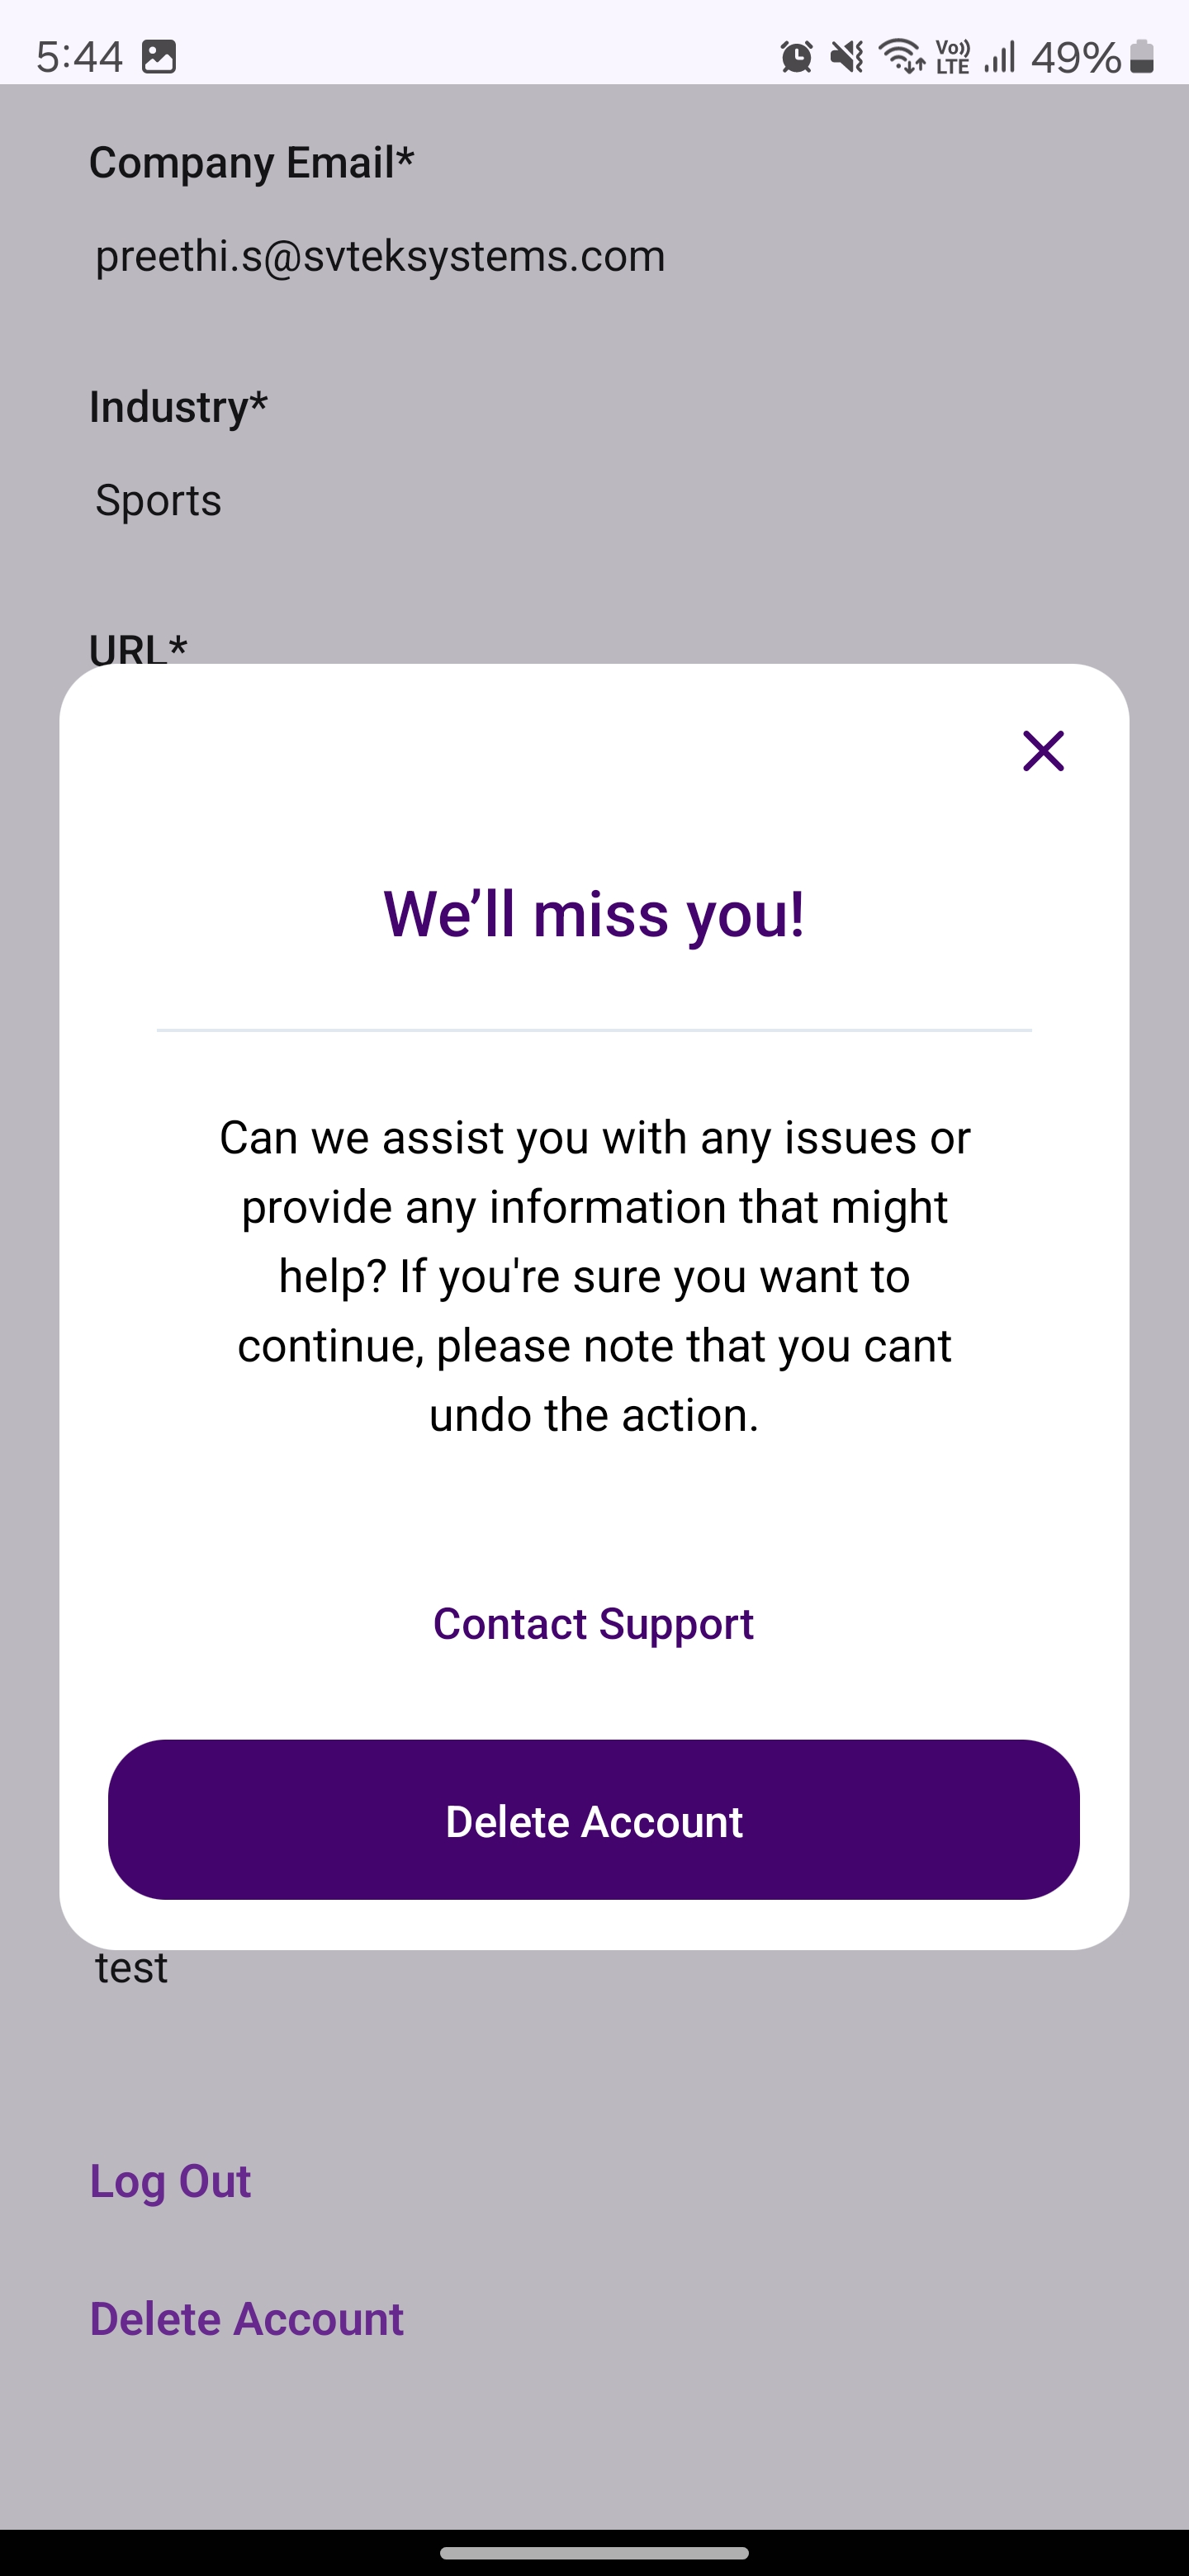 5:44
Vo)) LTE
49%
Company Email*
preethi.s@svteksystems.com
Industry*
Sports
URL*
We’ll miss you!
Can we assist you with any issues or
provide any information that might
help? If you're sure you want to
continue, please note that you cant
undo the action.
Contact Support
Delete Account
test
Log Out
Delete Account